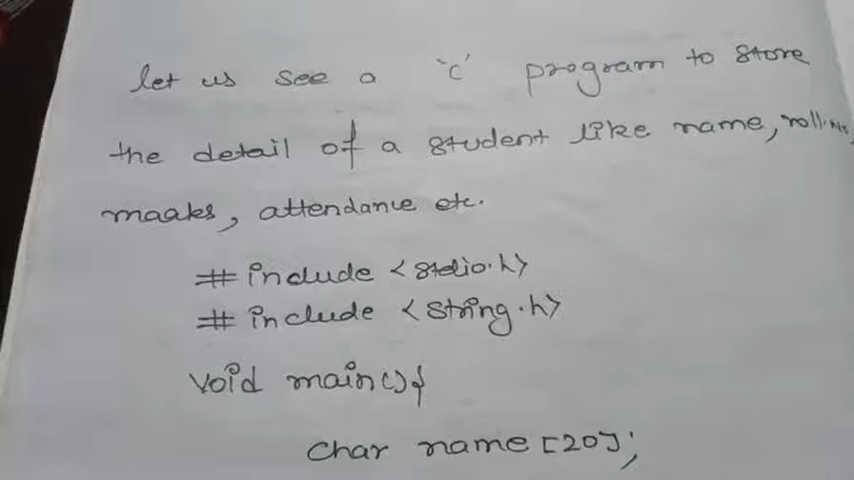 let us see a 'c' program to store
the detail of a student like name, roll.no,
maaks, attendance etc.
# include <stdio.h>
# include <string.h>
void main(){
char name [20];